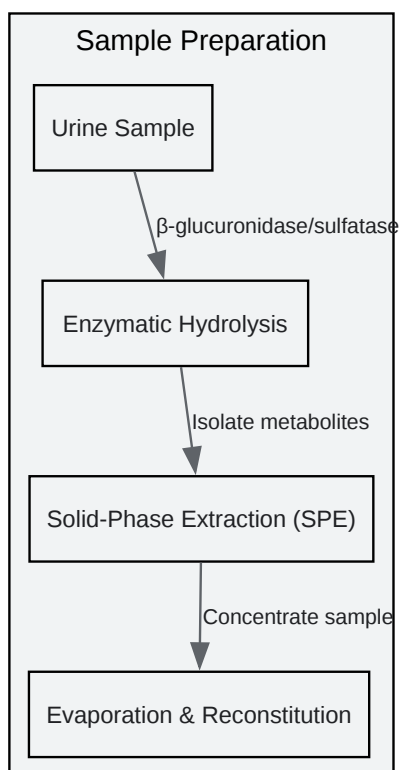 Sample Preparation
Urine Sample
β-glucuronidase/sulfatase
Enzymatic Hydrolysis
Isolate metabolites
Solid-Phase Extraction (SPE)
Concentrate sample
Evaporation & Reconstitution